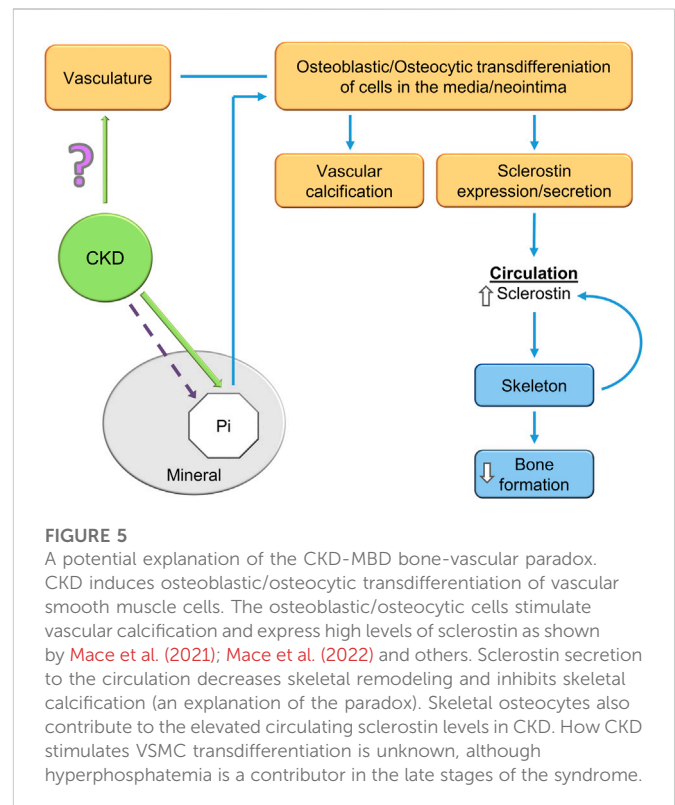 Vasculature
Osteoblastic/Osteocytic transdiffereniation
of cells in the media/neointima
?
Vascular
calcification
Sclerostin
expression/secretion
CKD
Circulation
Sclerostin
Skeleton
Pi
Mineral
Bone
formation
FIGURE 5
A potential explanation of the CKD-MBD bone-vascular paradox.
CKD induces osteoblastic/osteocytic transdifferentiation of vascular
smooth muscle cells. The osteoblastic/osteocytic cells stimulate
vascular calcification and express high levels of sclerostin as shown
by Mace et al. (2021); Mace et al. (2022) and others. Sclerostin secretion
to the circulation decreases skeletal remodeling and inhibits skeletal
calcification (an explanation of the paradox). Skeletal osteocytes also
contribute to the elevated circulating sclerostin levels in CKD. How CKD
stimulates VSMC transdifferentiation is unknown, although
hyperphosphatemia is a contributor in the late stages of the syndrome.